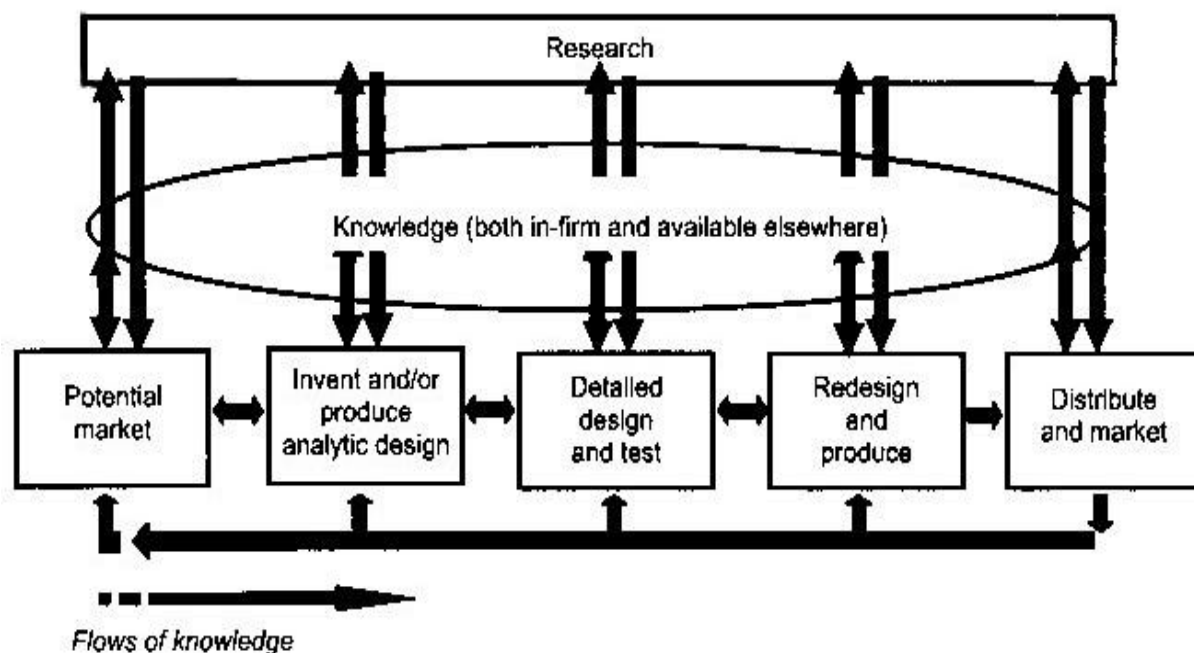 Research
Knowledge (both in-firm and available elsewhere)
Potential
market
Invent and/or
produce
analytic design
Detailed
design
and test
Redesign
and
produce
Distribute
and market
Flows of knowledge